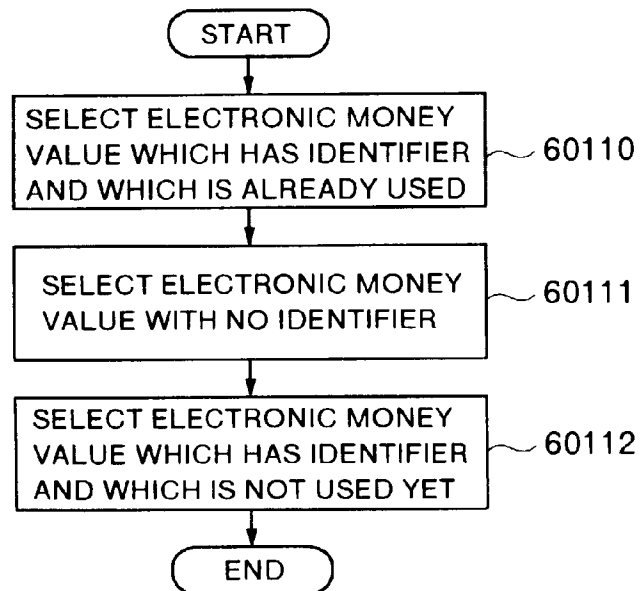 START
SELECT ELECTRONIC MONEY
VALUE WHICH HAS IDENTIFIER
AND WHICH IS ALREADY USED
60110
SELECT ELECTRONIC MONEY
VALUE WITH NO IDENTIFIER
60111
SELECT ELECTRONIC MONEY
VALUE WHICH HAS IDENTIFIER
AND WHICH IS NOT USED YET
60112
END